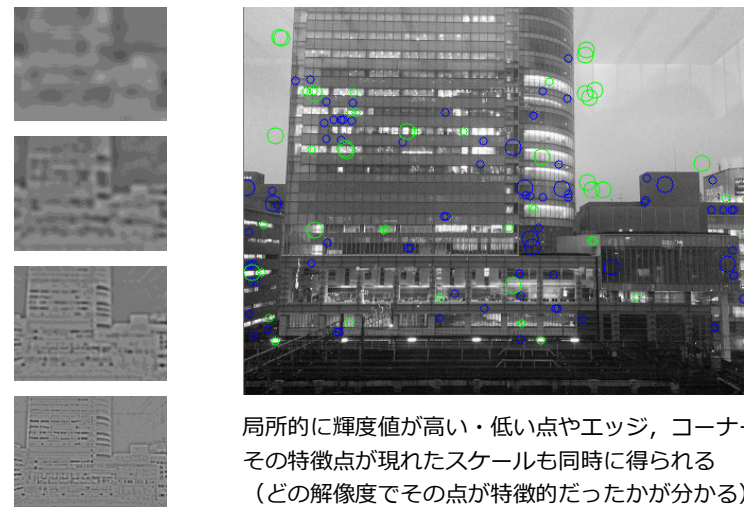 局所的に輝度値が高い・低い点やエッジ，コーナー
その特徴点が現れたスケールも同時に得られる
（どの解像度でその点が特徴的だったかが分かる）